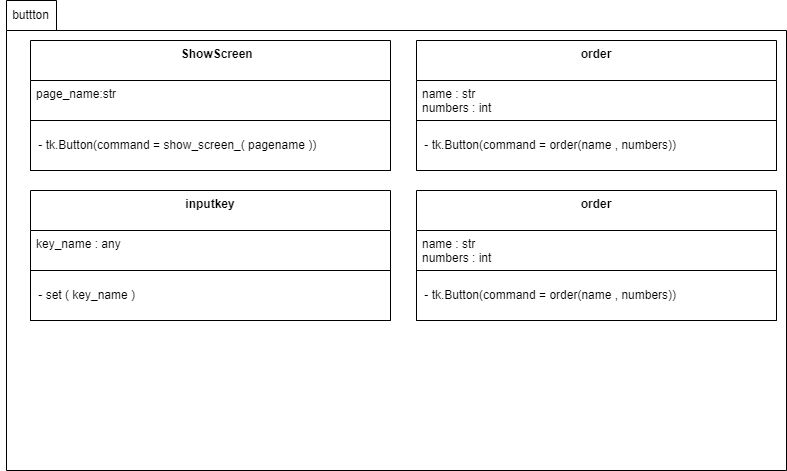 buttton
ShowScreen
page_name:str
- tk.Button(command = show_screen_( pagename ))
order
name : str
numbers : int
- tk.Button(command = order(name , numbers))
inputkey
key_name : any
- set ( key_name )
order
name : str
numbers : int
- tk.Button(command = order(name , numbers))